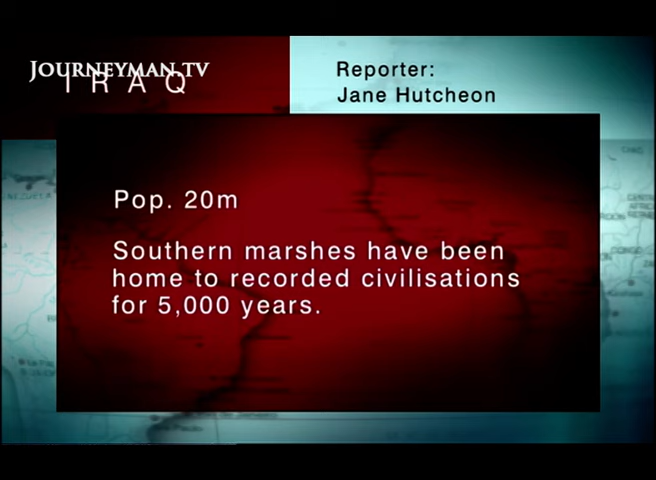 JOURNEYMAN.TV
IRAQ
Reporter:
Jane Hutcheon
Pop. 20m
Southern marshes have been
home to recorded civilisations
for 5,000 years.